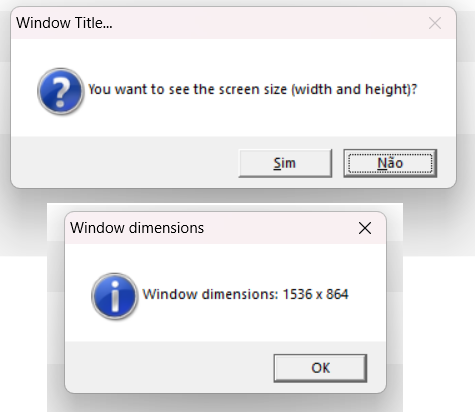 Window Title...
You want to see the screen size (width and height)?
Sim
Não
Window dimensions
Window dimensions: 1536 x 864
OK